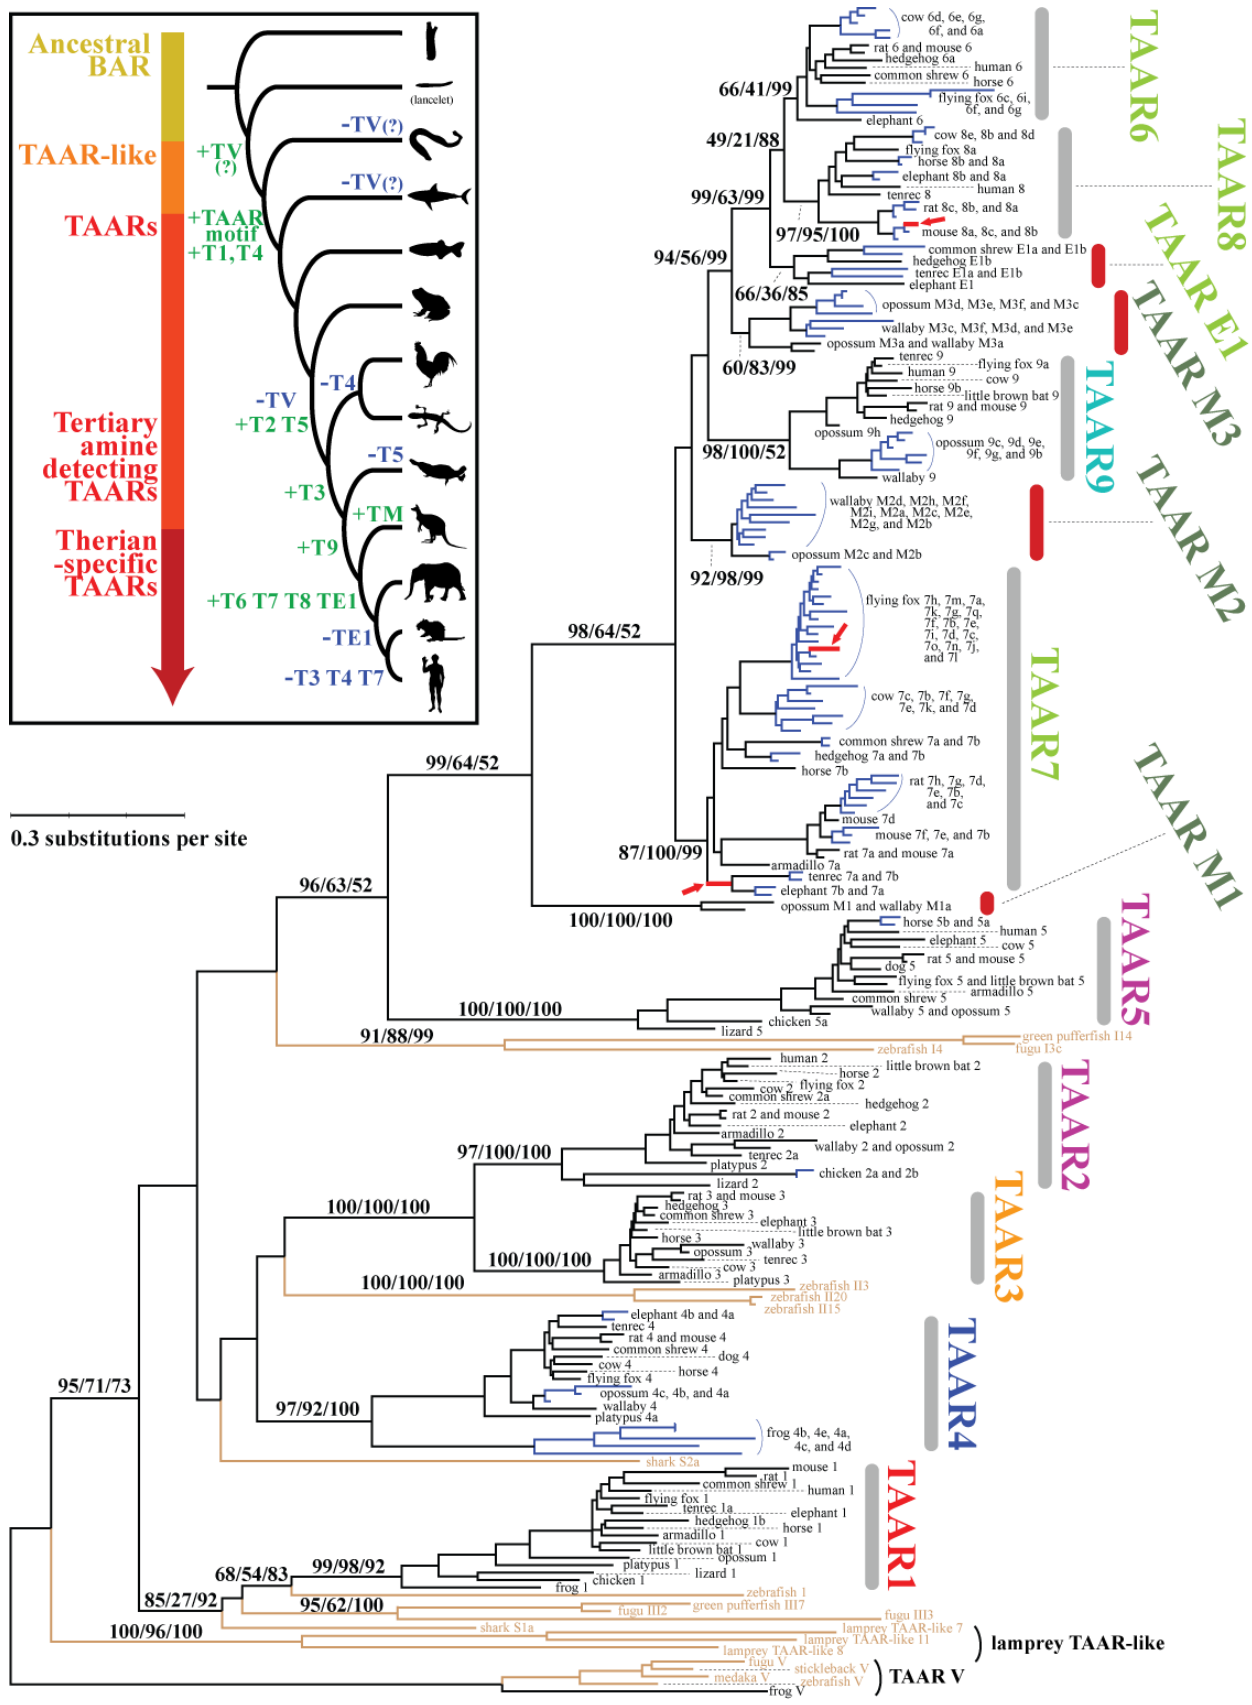 Ancestral
BAR
TAAR-like
TAARs
Tertiary
amine
detecting
TAARs
Therian
-specific
TAARs
(lancelet)
-TV(?)
+TV
(?)
-TV(?)
+TAAR
motif
+T1, T4
-T4
-TV
+T2 T5
-T5
+T3
+TM
+T9
+T6 T7 T8 TE1
-TE1
-T3 T4 T7
0.3 substitutions per site
cow 6d, 6e, 6g,
6f, and 6a
rat 6 and mouse 6
hedgehog 6a
human 6
common shrew 6
horse 6
flying fox 6c, 6i,
6f, and 6g
elephant 6
66/41/99
TAAR6
49/21/88
cow 8e, 8b and 8d
flying fox 8a
horse 8b and 8a
elephant 8b and 8a
human 8
tenrec 8
rat 8c, 8b, and 8a
mouse 8a, 8c, and 8b
97/95/100
TAAR8
99/63/99
common shrew E1a and E1b
hedgehog E1b
tenrec E1a and E1b
elephant E1
66/36/85
TAAR E1
94/56/99
opossum M3d, M3e, M3f, and M3c
wallaby M3c, M3f, M3d, and M3e
opossum M3a and wallaby M3a
60/83/99
TAAR M3
tenrec 9
flying fox 9a
human 9
cow 9
horse 9b
little brown bat 9
rat 9 and mouse 9
hedgehog 9
opossum 9h
opossum 9c, 9d, 9e,
9f, 9g, and 9b
wallaby 9
98/100/52
TAAR9
wallaby M2d, M2h, M2f,
M2i, M2a, M2c, M2e,
M2g, and M2b
opossum M2c and M2b
92/98/99
TAAR M2
98/64/52
flying fox 7h, 7m, 7a,
7k, 7g, 7q,
7f, 7b, 7e,
7i, 7d, 7c,
7o, 7n, 7j,
and 7l
cow 7c, 7b, 7f, 7g,
7e, 7k, and 7d
common shrew 7a and 7b
hedgehog 7a and 7b
horse 7b
rat 7h, 7g, 7d,
7e, 7b,
and 7c
mouse 7d
mouse 7f, 7e, and 7b
rat 7a and mouse 7a
armadillo 7a
tenrec 7a and 7b
elephant 7b and 7a
87/100/99
TAAR7
99/64/52
opossum M1 and wallaby M1a
100/100/100
TAAR M1
96/63/52
horse 5b and 5a
human 5
elephant 5
cow 5
rat 5 and mouse 5
dog 5
flying fox 5 and little brown bat 5
armadillo 5
common shrew 5
wallaby 5 and opossum 5
chicken 5a
lizard 5
100/100/100
TAAR5
green pufferfish I14
fugu I3c
zebrafish I4
91/88/99
human 2
little brown bat 2
horse 2
flying fox 2
cow 2
common shrew 2a
hedgehog 2
rat 2 and mouse 2
elephant 2
armadillo 2
wallaby 2 and opossum 2
tenrec 2a
platypus 2
chicken 2a and 2b
lizard 2
97/100/100
TAAR2
100/100/100
rat 3 and mouse 3
hedgehog 3
common shrew 3
elephant 3
little brown bat 3
horse 3
wallaby 3
opossum 3
tenrec 3
cow 3
armadillo 3
platypus 3
100/100/100
TAAR3
100/100/100
zebrafish II3
zebrafish II20
zebrafish II15
elephant 4b and 4a
tenrec 4
rat 4 and mouse 4
common shrew 4
dog 4
cow 4
horse 4
flying fox 4
opossum 4c, 4b, and 4a
wallaby 4
platypus 4a
frog 4b, 4e, 4a,
4c, and 4d
97/92/100
TAAR4
95/71/73
shark S2a
mouse 1
rat 1
common shrew 1
human 1
flying fox 1
tenrec 1a
elephant 1
hedgehog 1b
horse 1
armadillo 1
cow 1
little brown bat 1
opossum 1
platypus 1
lizard 1
chicken 1
frog 1
99/98/92
TAAR1
68/54/83
zebrafish 1
85/27/92
95/62/100
green pufferfish III7
fugu III2
fugu III3
shark S1a
100/96/100
lamprey TAAR-like 7
lamprey TAAR-like 11
lamprey TAAR-like 8
lamprey TAAR-like
fugu V
stickleback V
medaka V
zebrafish V
frog V
TAAR V